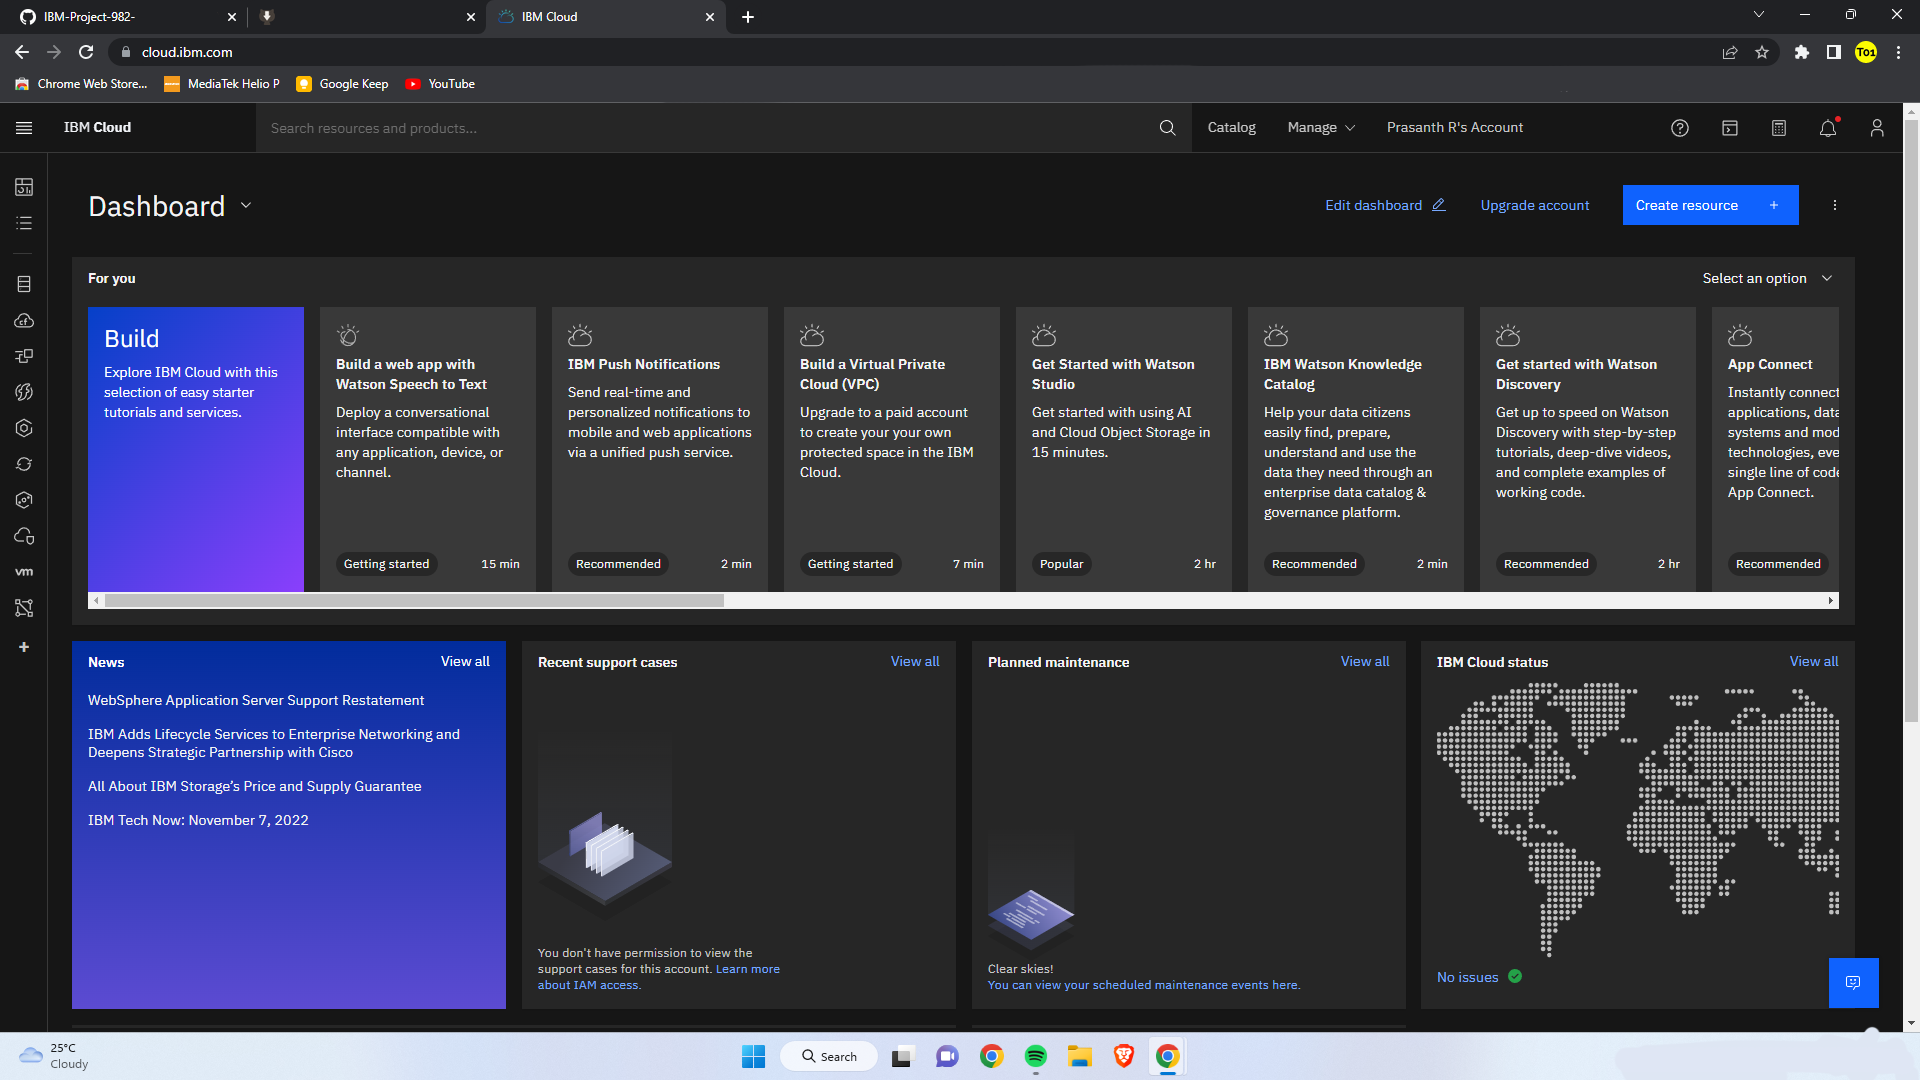 IBM-Project-982-
IBM Cloud
cloud.ibm.com
To1
Chrome Web Store...
MediaTek Helio P
Google Keep
YouTube
IBM Cloud
Search resources and products...
Catalog
Manage
Prasanth R's Account
Dashboard
Edit dashboard
Upgrade account
Create resource +
For you
Select an option
Build
Explore IBM Cloud with this
selection of easy starter
tutorials and services.
Build a web app with
Watson Speech to Text
Deploy a conversational
interface compatible with
any application, device, or
channel.
Getting started
15 min
IBM Push Notifications
Send real-time and
personalized notifications to
mobile and web applications
via a unified push service.
Recommended
2 min
Build a Virtual Private
Cloud (VPC)
Upgrade to a paid account
to create your your own
protected space in the IBM
Cloud.
Getting started
7 min
Get Started with Watson
Studio
Get started with using AI
and Cloud Object Storage in
15 minutes.
Popular
2 hr
IBM Watson Knowledge
Catalog
Help your data citizens
easily find, prepare,
understand and use the
data they need through an
enterprise data catalog &
governance platform.
Recommended
2 min
Get started with Watson
Discovery
Get up to speed on Watson
Discovery with step-by-step
tutorials, deep-dive videos,
and complete examples of
working code.
Recommended
2 hr
App Connect
Instantly connect
applications, data
systems and mod
technologies, eve
single line of code
App Connect.
Recommended
cf
vm
News
View all
WebSphere Application Server Support Restatement
IBM Adds Lifecycle Services to Enterprise Networking and
Deepens Strategic Partnership with Cisco
All About IBM Storage’s Price and Supply Guarantee
IBM Tech Now: November 7, 2022
Recent support cases
View all
You don't have permission to view the
support cases for this account. Learn more
about IAM access.
Planned maintenance
View all
Clear skies!
You can view your scheduled maintenance events here.
IBM Cloud status
View all
No issues
25°C
Cloudy
Search